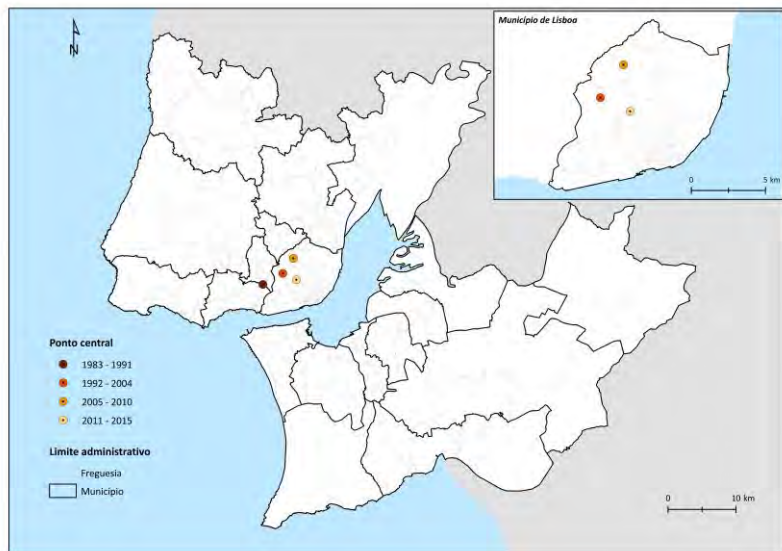 N
Município de Lisboa
0 5 km
Ponto central
1983 - 1991
1992 - 2004
2005 - 2010
2011 - 2015
Limite administrativo
Freguesia
Município
0 10 km